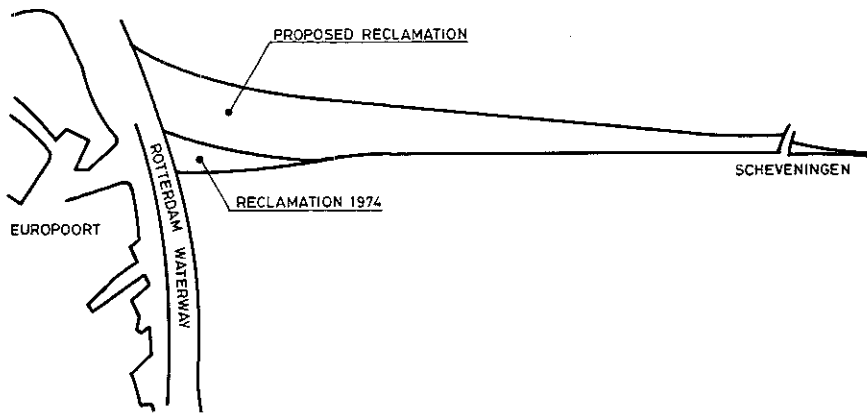 PROPOSED RECLAMATION
SCHEVENINGEN
RECLAMATION 1974
EUROPOORT
ROTTERDAM WATERWAY